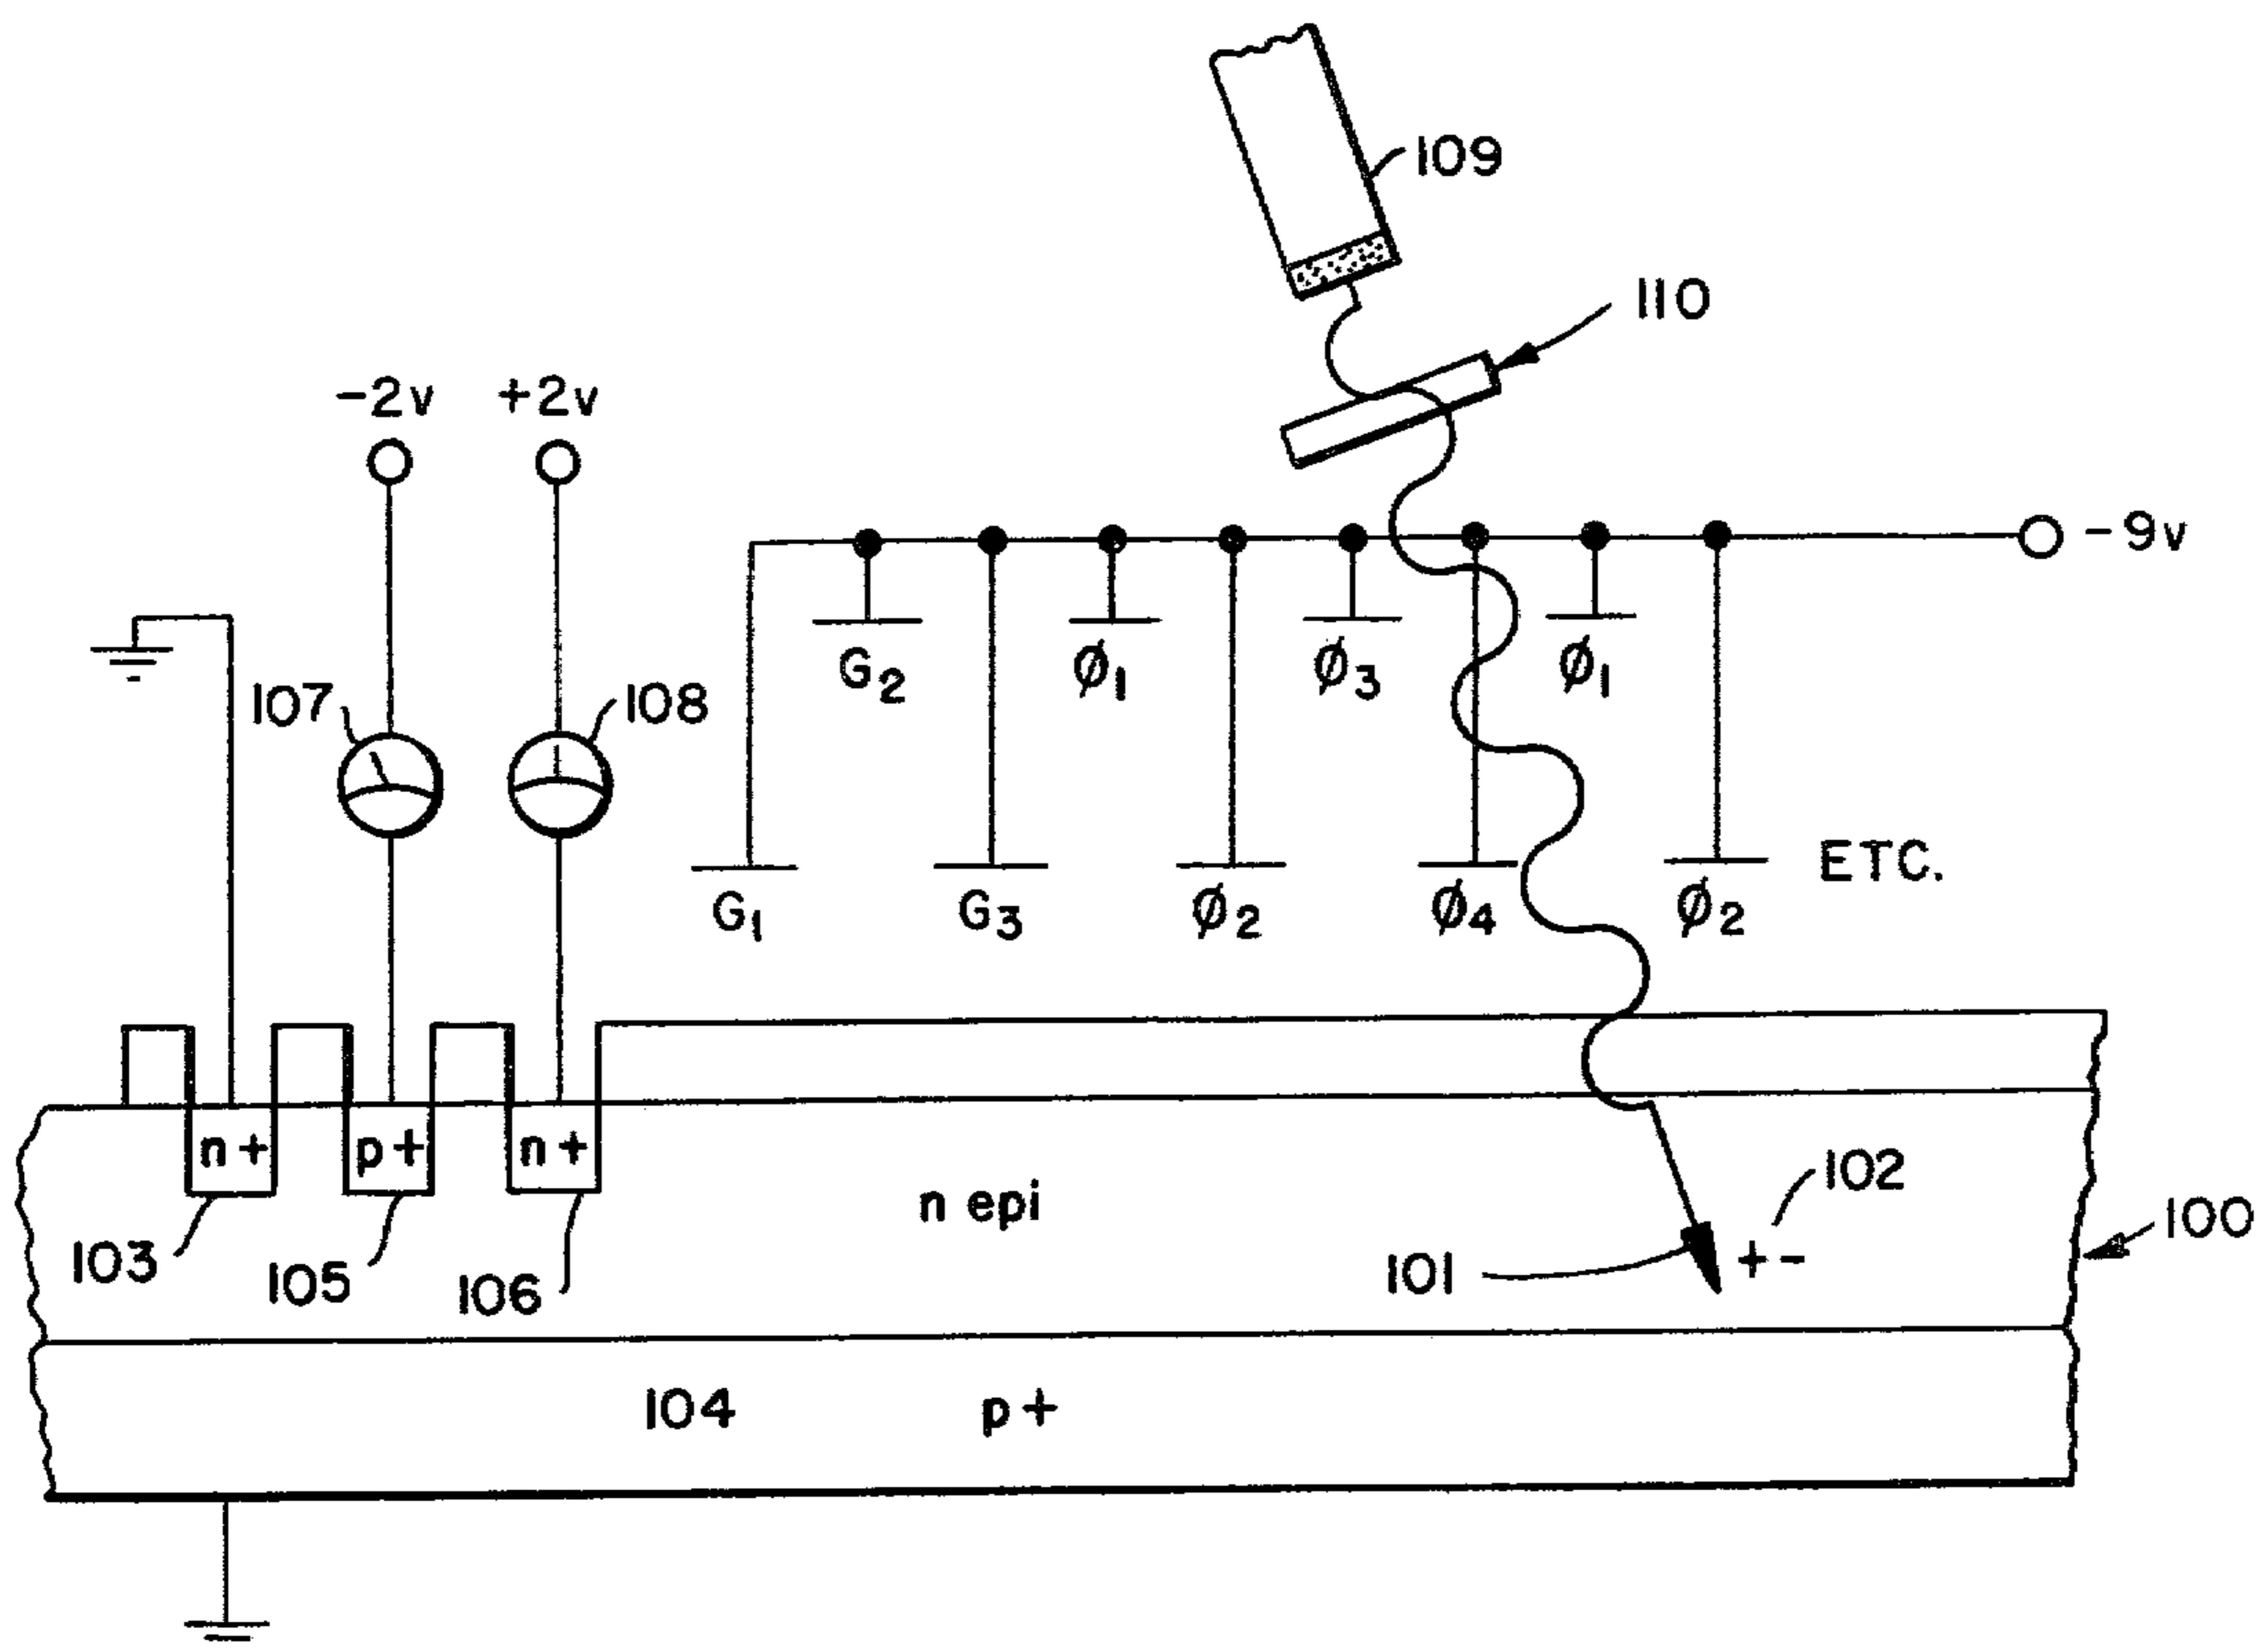 109
110
-2v +2v
-9v
107 108
G2 Ø1 Ø3 Ø1
G1 G3 Ø2 Ø4 Ø2 ETC.
n+ p+ n+
n epi
102
100
103 105 106 101 + -
104 p+